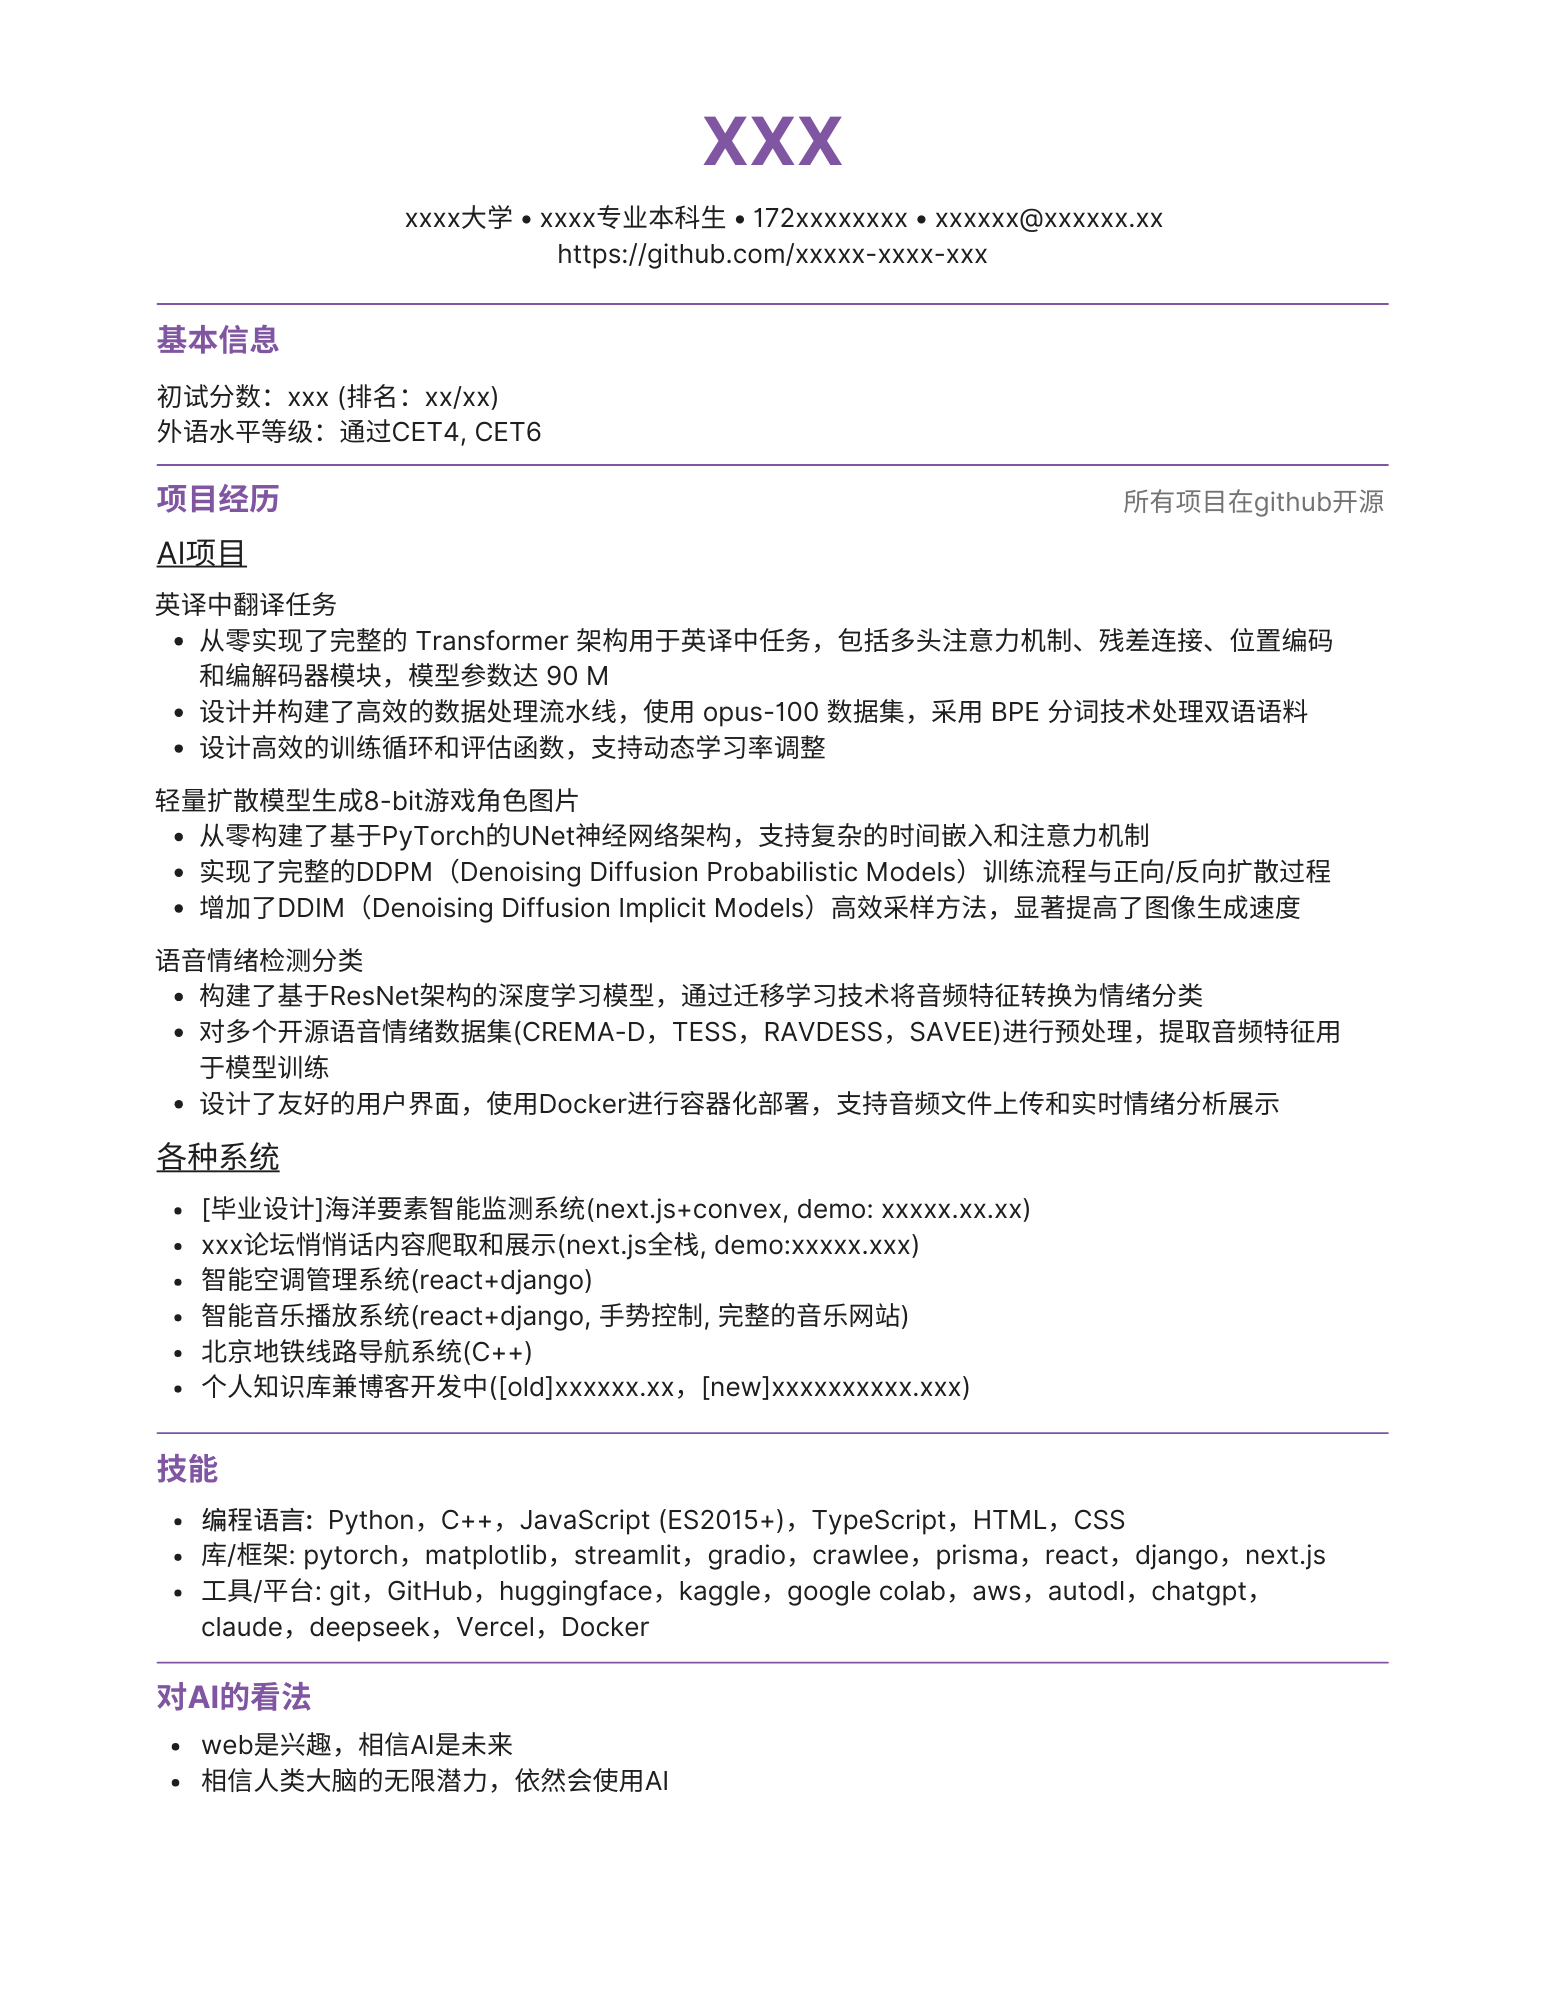 XXX
xxxx大学 • xxxx专业本科生 • 172xxxxxxxx • xxxxxx@xxxxxx.xx
https://github.com/xxxxx-xxxx-xxx
基本信息
初试分数：xxx (排名：xx/xx)
外语水平等级：通过CET4, CET6
项目经历
所有项目在github开源
AI项目
英译中翻译任务
• 从零实现了完整的 Transformer 架构用于英译中任务，包括多头注意力机制、残差连接、位置编码
和编解码器模块，模型参数达 90 M
• 设计并构建了高效的数据处理流水线，使用 opus-100 数据集，采用 BPE 分词技术处理双语语料
• 设计高效的训练循环和评估函数，支持动态学习率调整
轻量扩散模型生成8-bit游戏角色图片
• 从零构建了基于PyTorch的UNet神经网络架构，支持复杂的时间嵌入和注意力机制
• 实现了完整的DDPM（Denoising Diffusion Probabilistic Models）训练流程与正向/反向扩散过程
• 增加了DDIM（Denoising Diffusion Implicit Models）高效采样方法，显著提高了图像生成速度
语音情绪检测分类
• 构建了基于ResNet架构的深度学习模型，通过迁移学习技术将音频特征转换为情绪分类
• 对多个开源语音情绪数据集(CREMA-D，TESS，RAVDESS，SAVEE)进行预处理，提取音频特征用
于模型训练
• 设计了友好的用户界面，使用Docker进行容器化部署，支持音频文件上传和实时情绪分析展示
各种系统
• [毕业设计]海洋要素智能监测系统(next.js+convex, demo: xxxxx.xx.xx)
• xxx论坛悄悄话内容爬取和展示(next.js全栈, demo:xxxxx.xxx)
• 智能空调管理系统(react+django)
• 智能音乐播放系统(react+django, 手势控制, 完整的音乐网站)
• 北京地铁线路导航系统(C++)
• 个人知识库兼博客开发中([old]xxxxxx.xx，[new]xxxxxxxxxx.xxx)
技能
• 编程语言：Python，C++，JavaScript (ES2015+)，TypeScript，HTML，CSS
• 库/框架: pytorch，matplotlib，streamlit，gradio，crawlee，prisma，react，django，next.js
• 工具/平台: git，GitHub，huggingface，kaggle，google colab，aws，autodl，chatgpt，
claude，deepseek，Vercel，Docker
对AI的看法
• web是兴趣，相信AI是未来
• 相信人类大脑的无限潜力，依然会使用AI